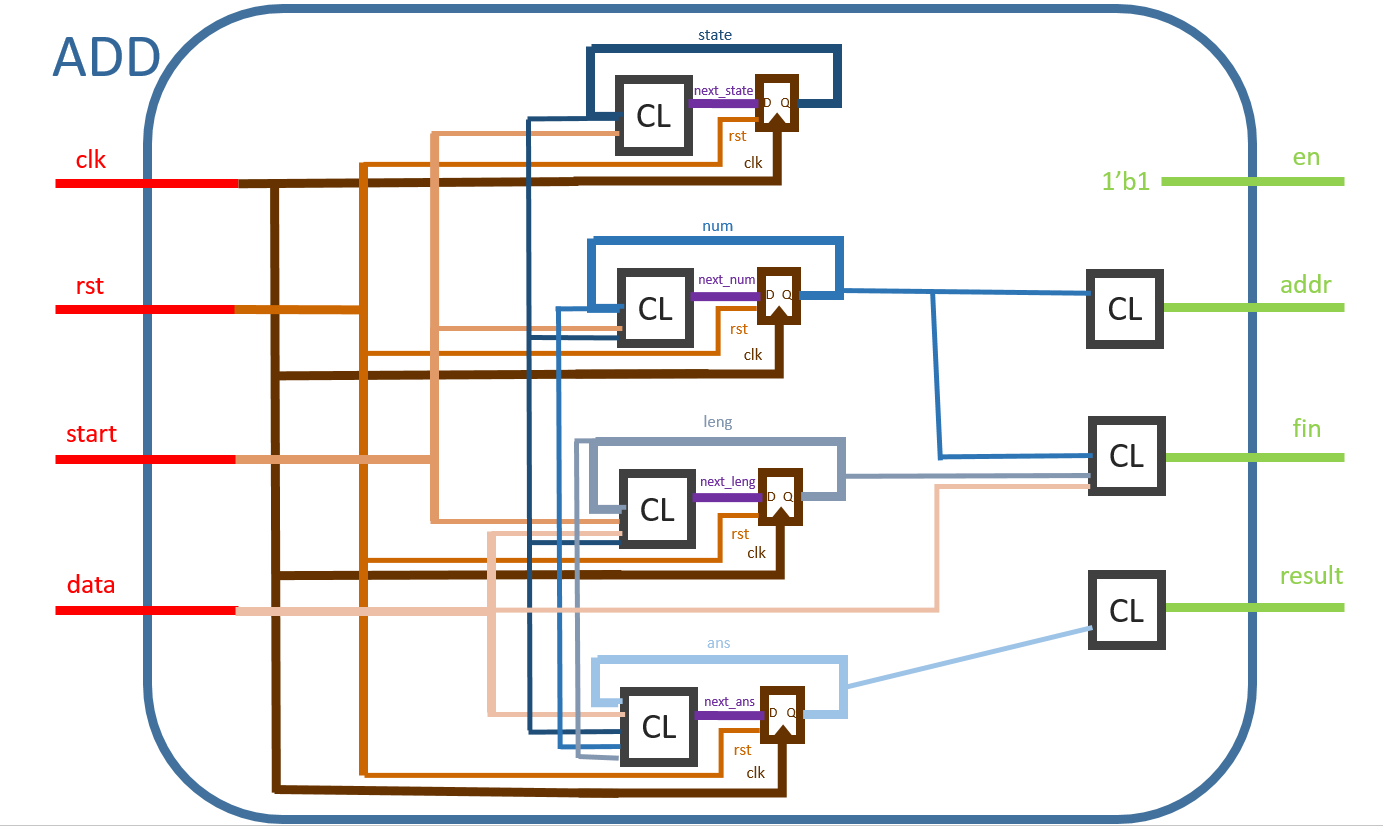 ADD
state
CL
next_state
D Q
rst
clk
clk
1'b1
en
num
CL
next_num
D Q
rst
clk
rst
CL
addr
leng
CL
next_leng
D Q
rst
clk
start
CL
fin
data
CL
result
ans
CL
next_ans
D Q
rst
clk